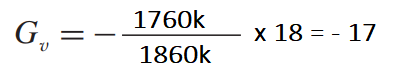 G_v = - 1760k / 1860k x 18 = - 17